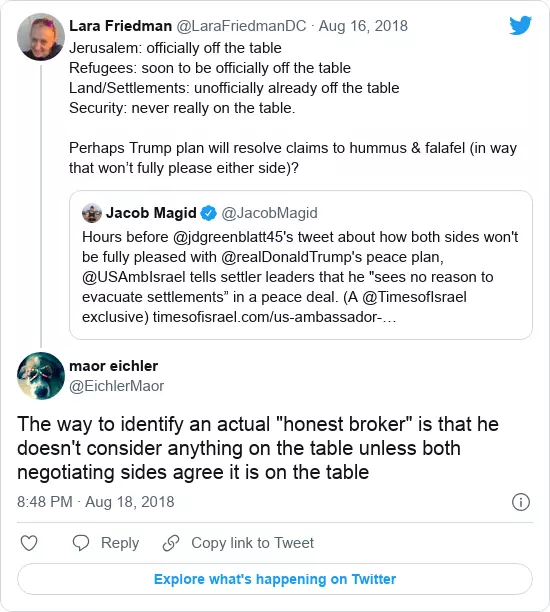 Lara Friedman @LaraFriedmanDC · Aug 16, 2018
Jerusalem: officially off the table
Refugees: soon to be officially off the table
Land/Settlements: unofficially already off the table
Security: never really on the table.
Perhaps Trump plan will resolve claims to hummus & falafel (in way
that won’t fully please either side)?
Jacob Magid @JacobMagid
Hours before @jdgreenblatt45's tweet about how both sides won't
be fully pleased with @realDonaldTrump's peace plan,
@USAmbIsrael tells settler leaders that he "sees no reason to
evacuate settlements” in a peace deal. (A @TimesofIsrael
exclusive) timesofisrael.com/us-ambassador-…
maor eichler
@EichlerMaor
The way to identify an actual "honest broker" is that he
doesn't consider anything on the table unless both
negotiating sides agree it is on the table
8:48 PM · Aug 18, 2018
Reply Copy link to Tweet
Explore what's happening on Twitter